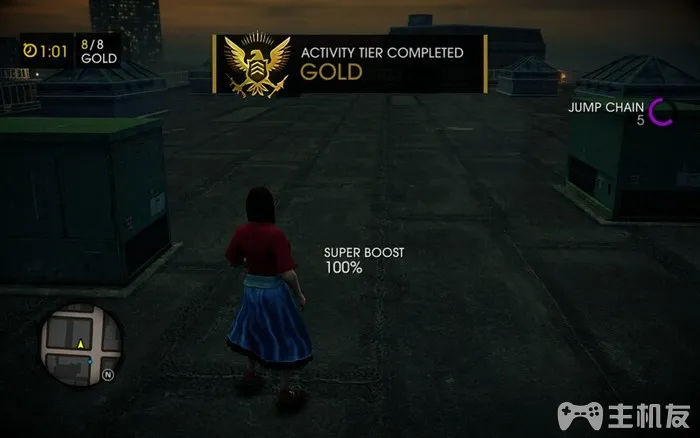 1:01
8/8
GOLD
ACTIVITY TIER COMPLETED
GOLD
JUMP CHAIN
5
SUPER BOOST
100%
N
主机友